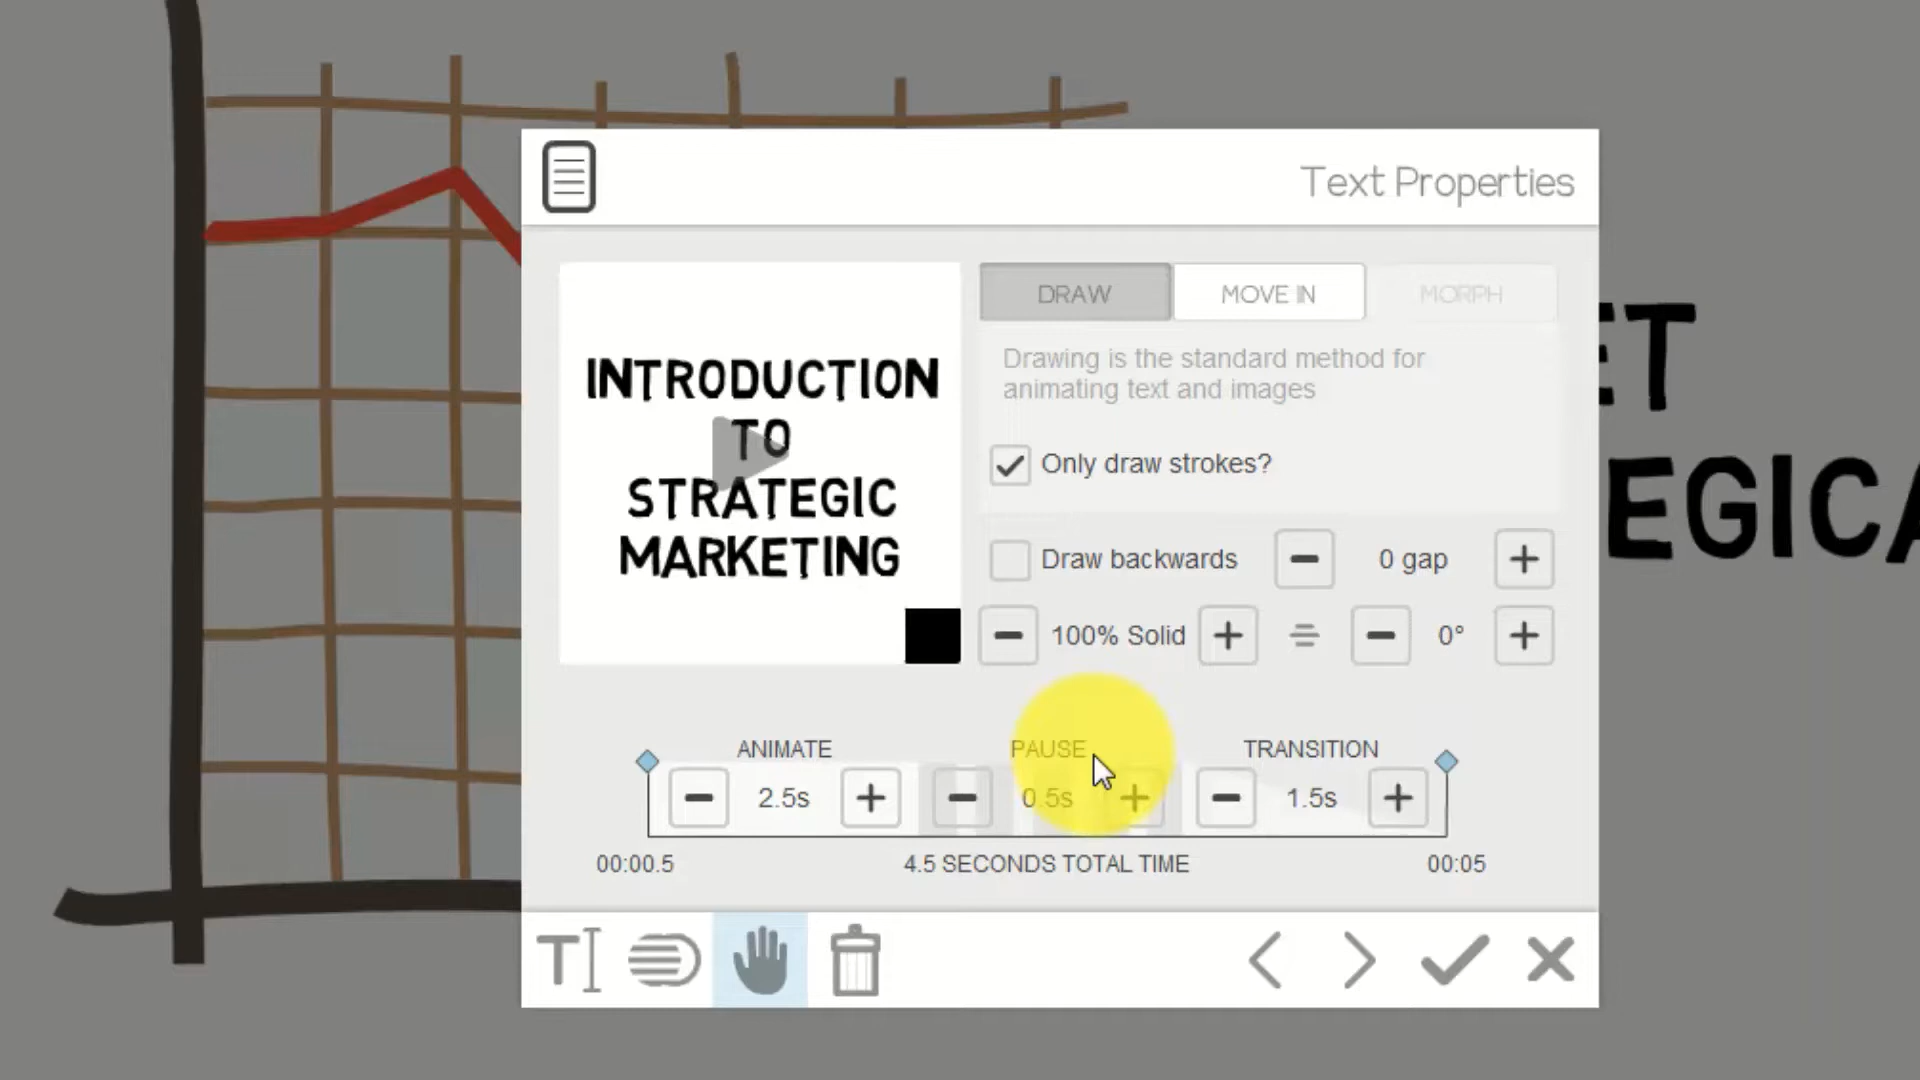 Text Properties
DRAW
MOVE IN
MORPH
Drawing is the standard method for
animating text and images
INTRODUCTION
TO
STRATEGIC
MARKETING
Only draw strokes?
Draw backwards
0 gap
100% Solid
0°
ANIMATE
PAUSE
TRANSITION
2.5s
0.5s
1.5s
00:00.5
4.5 SECONDS TOTAL TIME
00:05
ET
EGICA
T